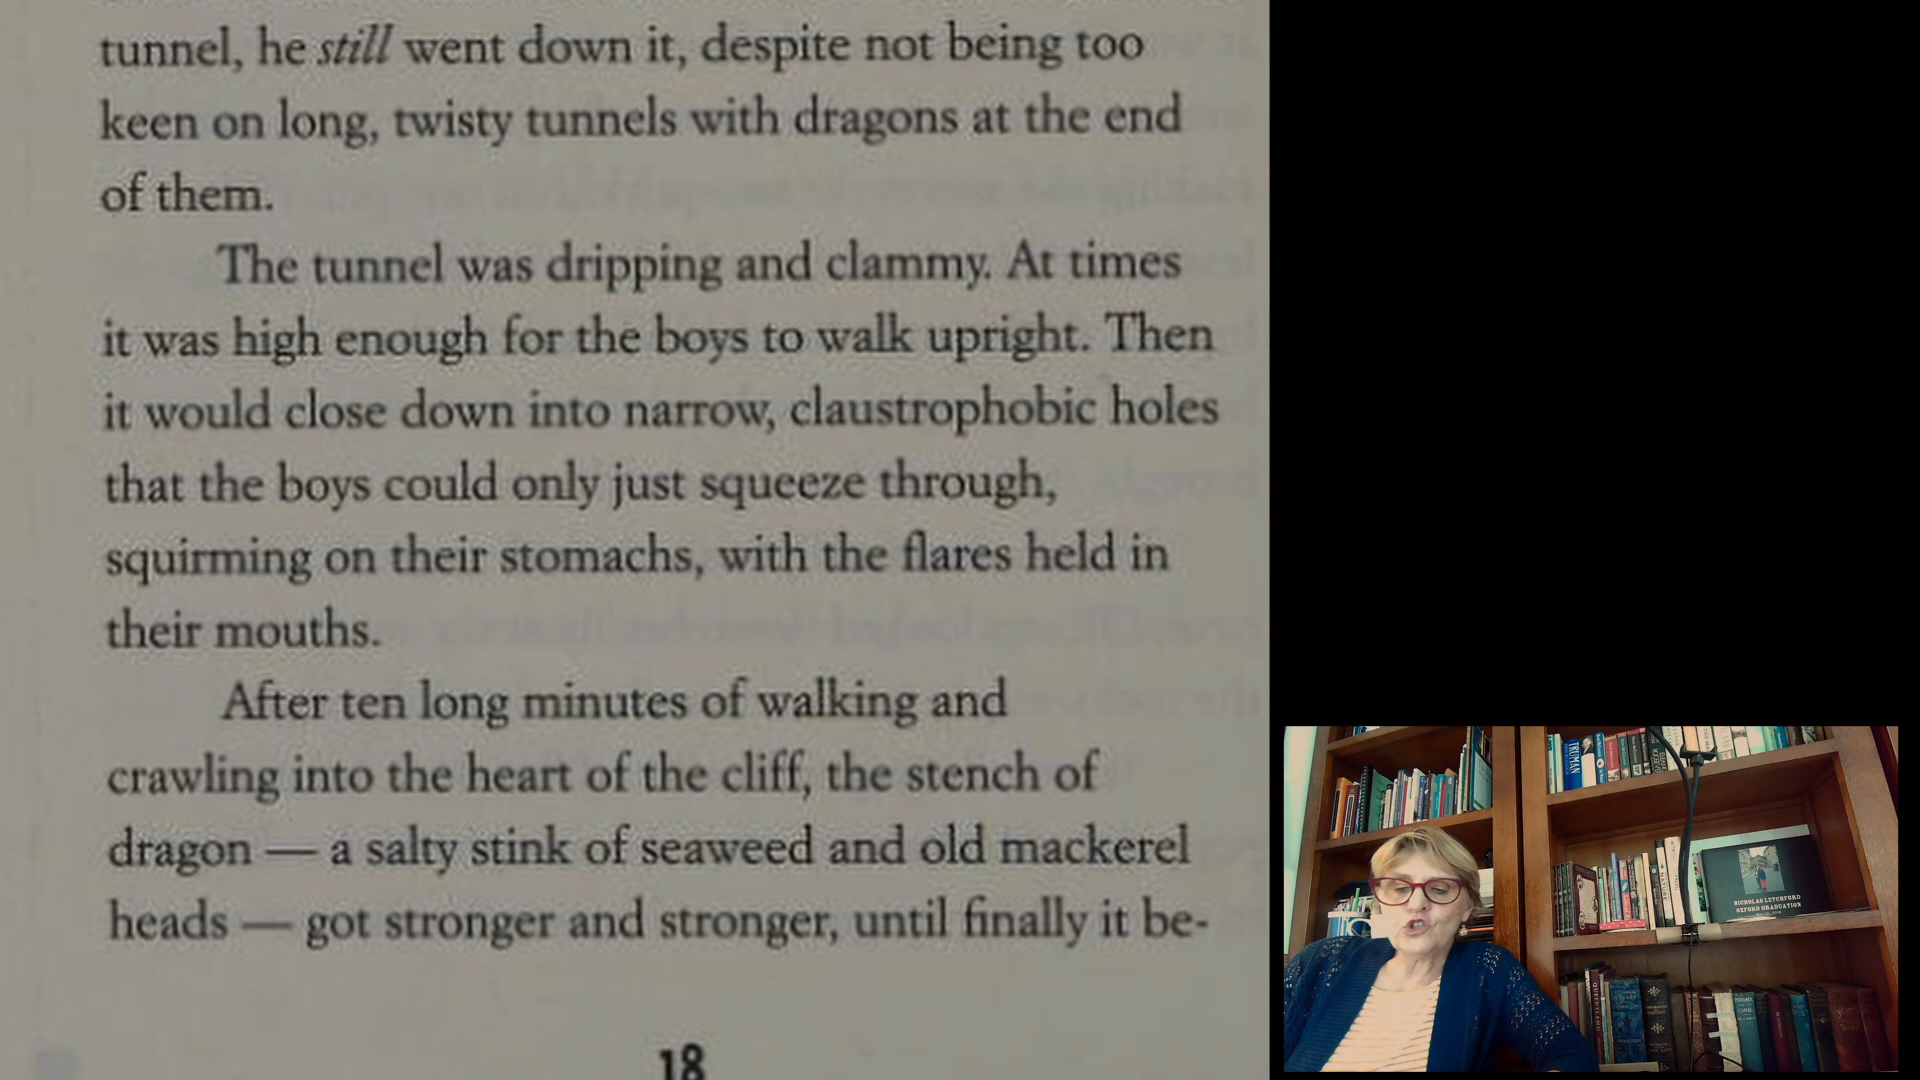 tunnel, he still went down it, despite not being too
keen on long, twisty tunnels with dragons at the end
of them.
The tunnel was dripping and clammy. At times
it was high enough for the boys to walk upright. Then
it would close down into narrow, claustrophobic holes
that the boys could only just squeeze through,
squirming on their stomachs, with the flares held in
their mouths.
After ten long minutes of walking and
crawling into the heart of the cliff, the stench of
dragon — a salty stink of seaweed and old mackerel
heads — got stronger and stronger, until finally it be-
18
TRUMAN
NICHOLAS LETCHFORD
OXFORD GRADUATION